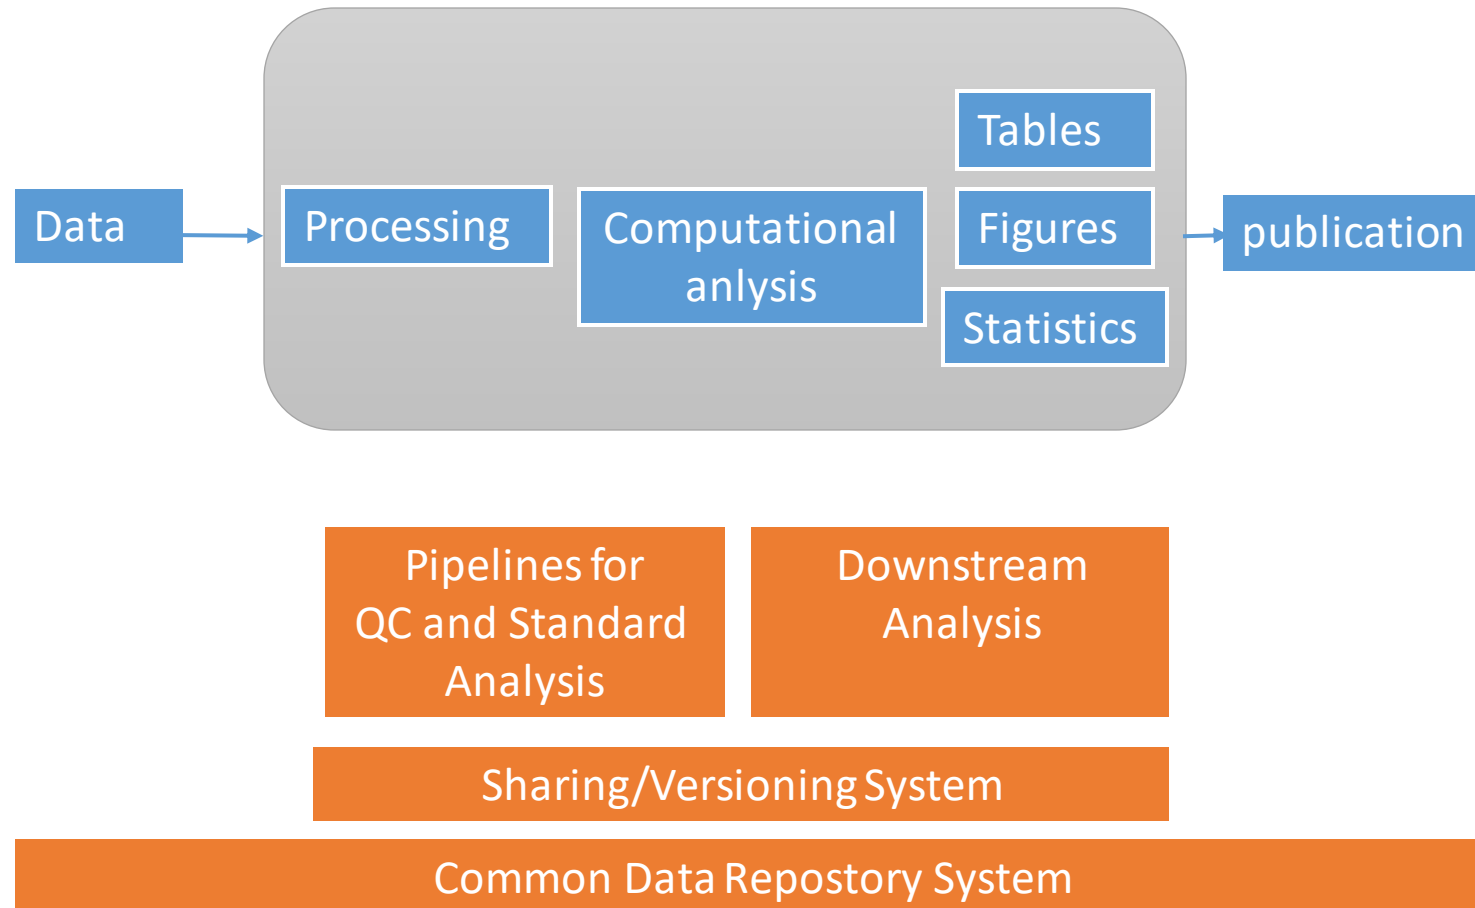 Data
Processing
Computational
anlysis
Tables
Figures
Statistics
publication
Pipelines for
QC and Standard
Analysis
Downstream
Analysis
Sharing/Versioning System
Common Data Repostory System